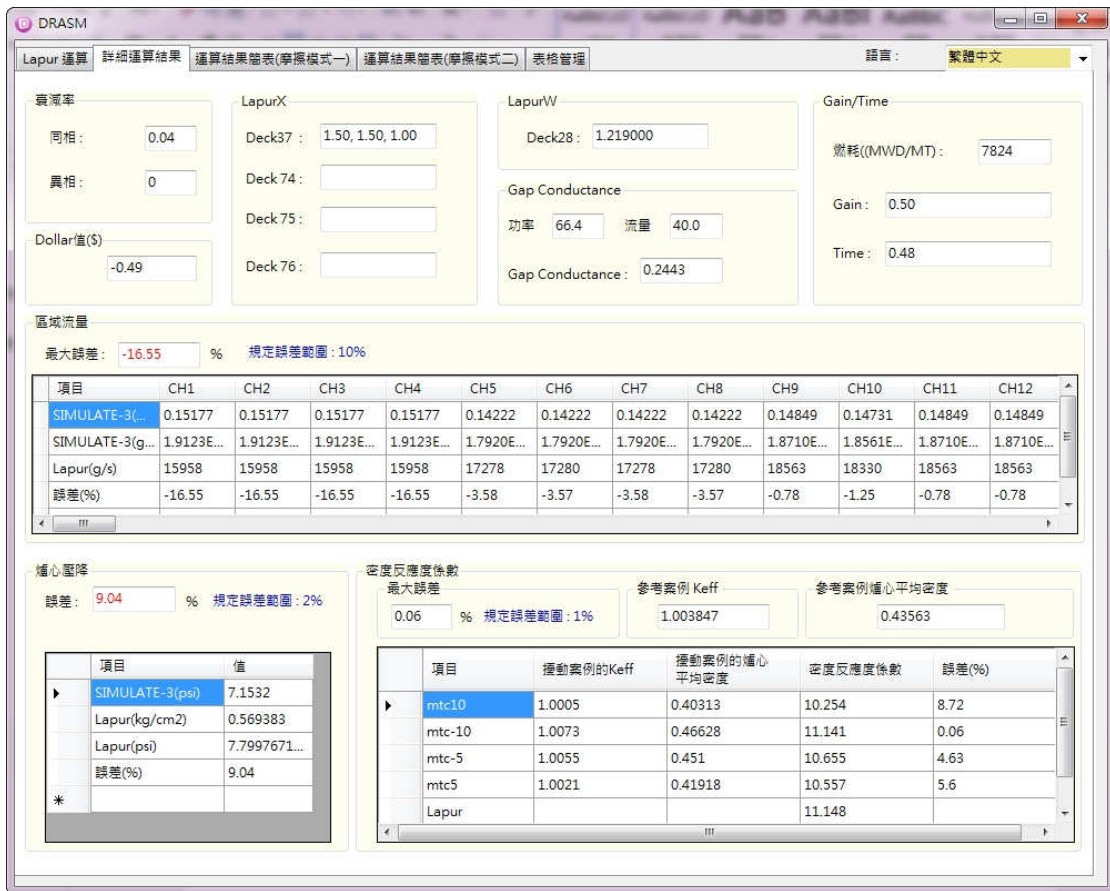 DRASM
Lapur 運算 詳細運算結果 運算結果簡表(摩擦模式一) 運算結果簡表(摩擦模式二) 表格管理 語言: 繁體中文
衰減率
同相: 0.04
異相: 0
Dollar值($)
-0.49
LapurX
Deck37 : 1.50, 1.50, 1.00
Deck 74 :
Deck 75 :
Deck 76 :
LapurW
Deck28 : 1.219000
Gap Conductance
功率 66.4 流量 40.0
Gap Conductance : 0.2443
Gain/Time
燃耗((MWD/MT) : 7824
Gain : 0.50
Time : 0.48
區域流量
最大誤差: -16.55 % 規定誤差範圍 : 10%
項目 CH1 CH2 CH3 CH4 CH5 CH6 CH7 CH8 CH9 CH10 CH11 CH12
SIMULATE-3(... 0.15177 0.15177 0.15177 0.15177 0.14222 0.14222 0.14222 0.14222 0.14849 0.14731 0.14849 0.14849
SIMULATE-3(g... 1.9123E... 1.9123E... 1.9123E... 1.9123E... 1.7920E... 1.7920E... 1.7920E... 1.7920E... 1.8710E... 1.8561E... 1.8710E... 1.8710E...
Lapur(g/s) 15958 15958 15958 15958 17278 17280 17278 17280 18563 18330 18563 18563
誤差(%) -16.55 -16.55 -16.55 -16.55 -3.58 -3.57 -3.58 -3.57 -0.78 -1.25 -0.78 -0.78
爐心壓降
誤差: 9.04 % 規定誤差範圍 : 2%
項目 值
SIMULATE-3(psi) 7.1532
Lapur(kg/cm2) 0.569383
Lapur(psi) 7.7997671...
誤差(%) 9.04
密度反應度係數
最大誤差
0.06 % 規定誤差範圍 : 1%
參考案例 Keff
1.003847
參考案例爐心平均密度
0.43563
項目 擾動案例的Keff 擾動案例的爐心平均密度 密度反應度係數 誤差(%)
mtc10 1.0005 0.40313 10.254 8.72
mtc-10 1.0073 0.46628 11.141 0.06
mtc-5 1.0055 0.451 10.655 4.63
mtc5 1.0021 0.41918 10.557 5.6
Lapur 11.148